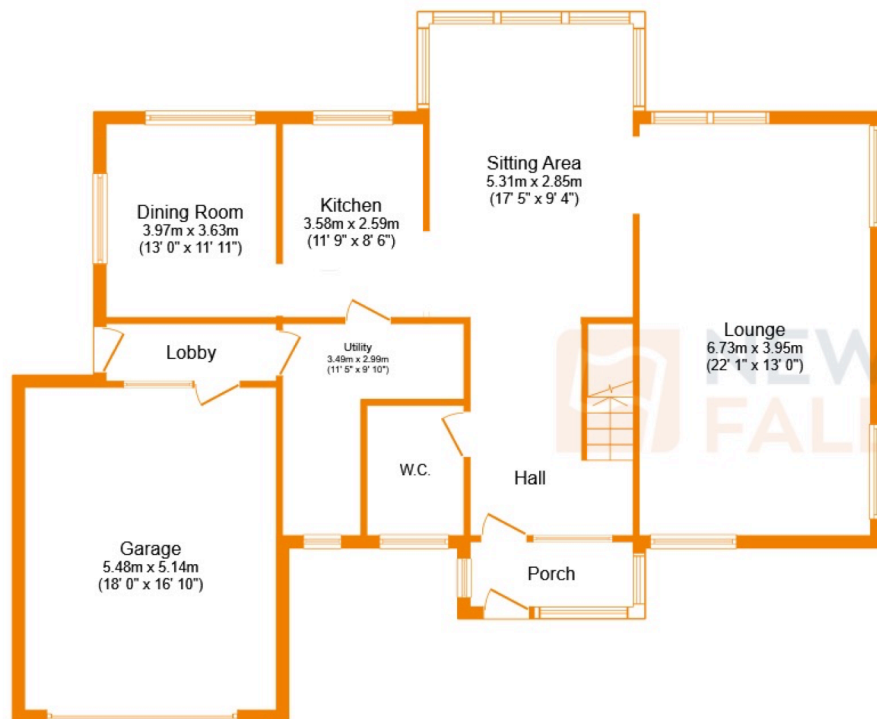 Sitting Area
5.31m x 2.85m
(17' 5" x 9' 4")
Dining Room
3.97m x 3.63m
(13' 0" x 11' 11")
Kitchen
3.58m x 2.59m
(11' 9" x 8' 6")
Lounge
6.73m x 3.95m
(22' 1" x 13' 0")
NEW
FALL
Lobby
Utility
3.49m x 2.99m
(11' 5" x 9' 10")
W.C.
Hall
Garage
5.48m x 5.14m
(18' 0" x 16' 10")
Porch